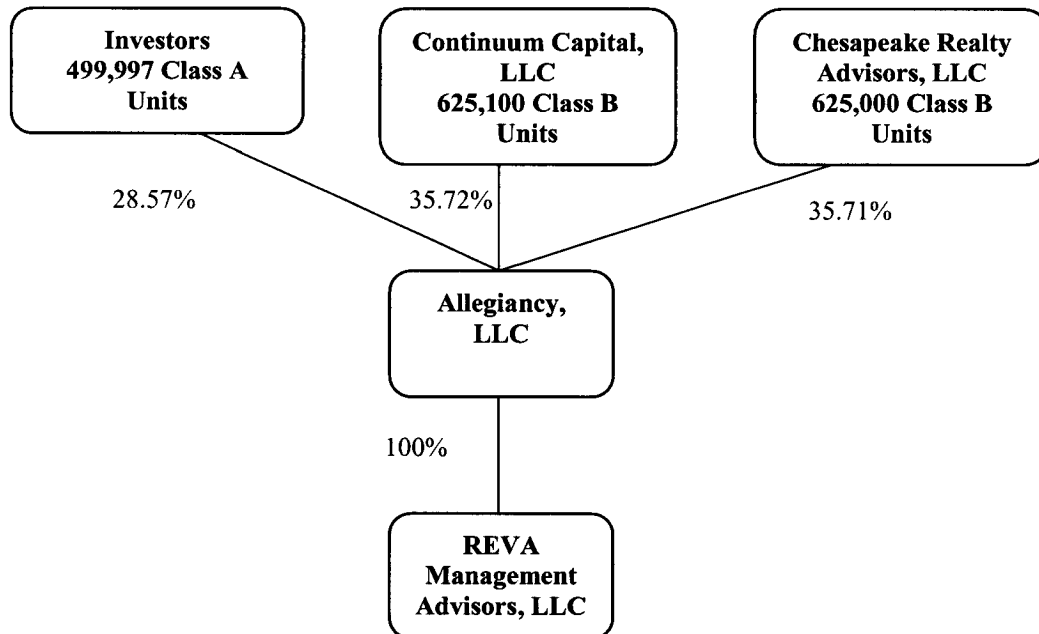 Investors
499,997 Class A
Units
Continuum Capital,
LLC
625,100 Class B
Units
Chesapeake Realty
Advisors, LLC
625,000 Class B
Units
28.57%
35.72%
35.71%
Allegiancy,
LLC
100%
REVA
Management
Advisors, LLC